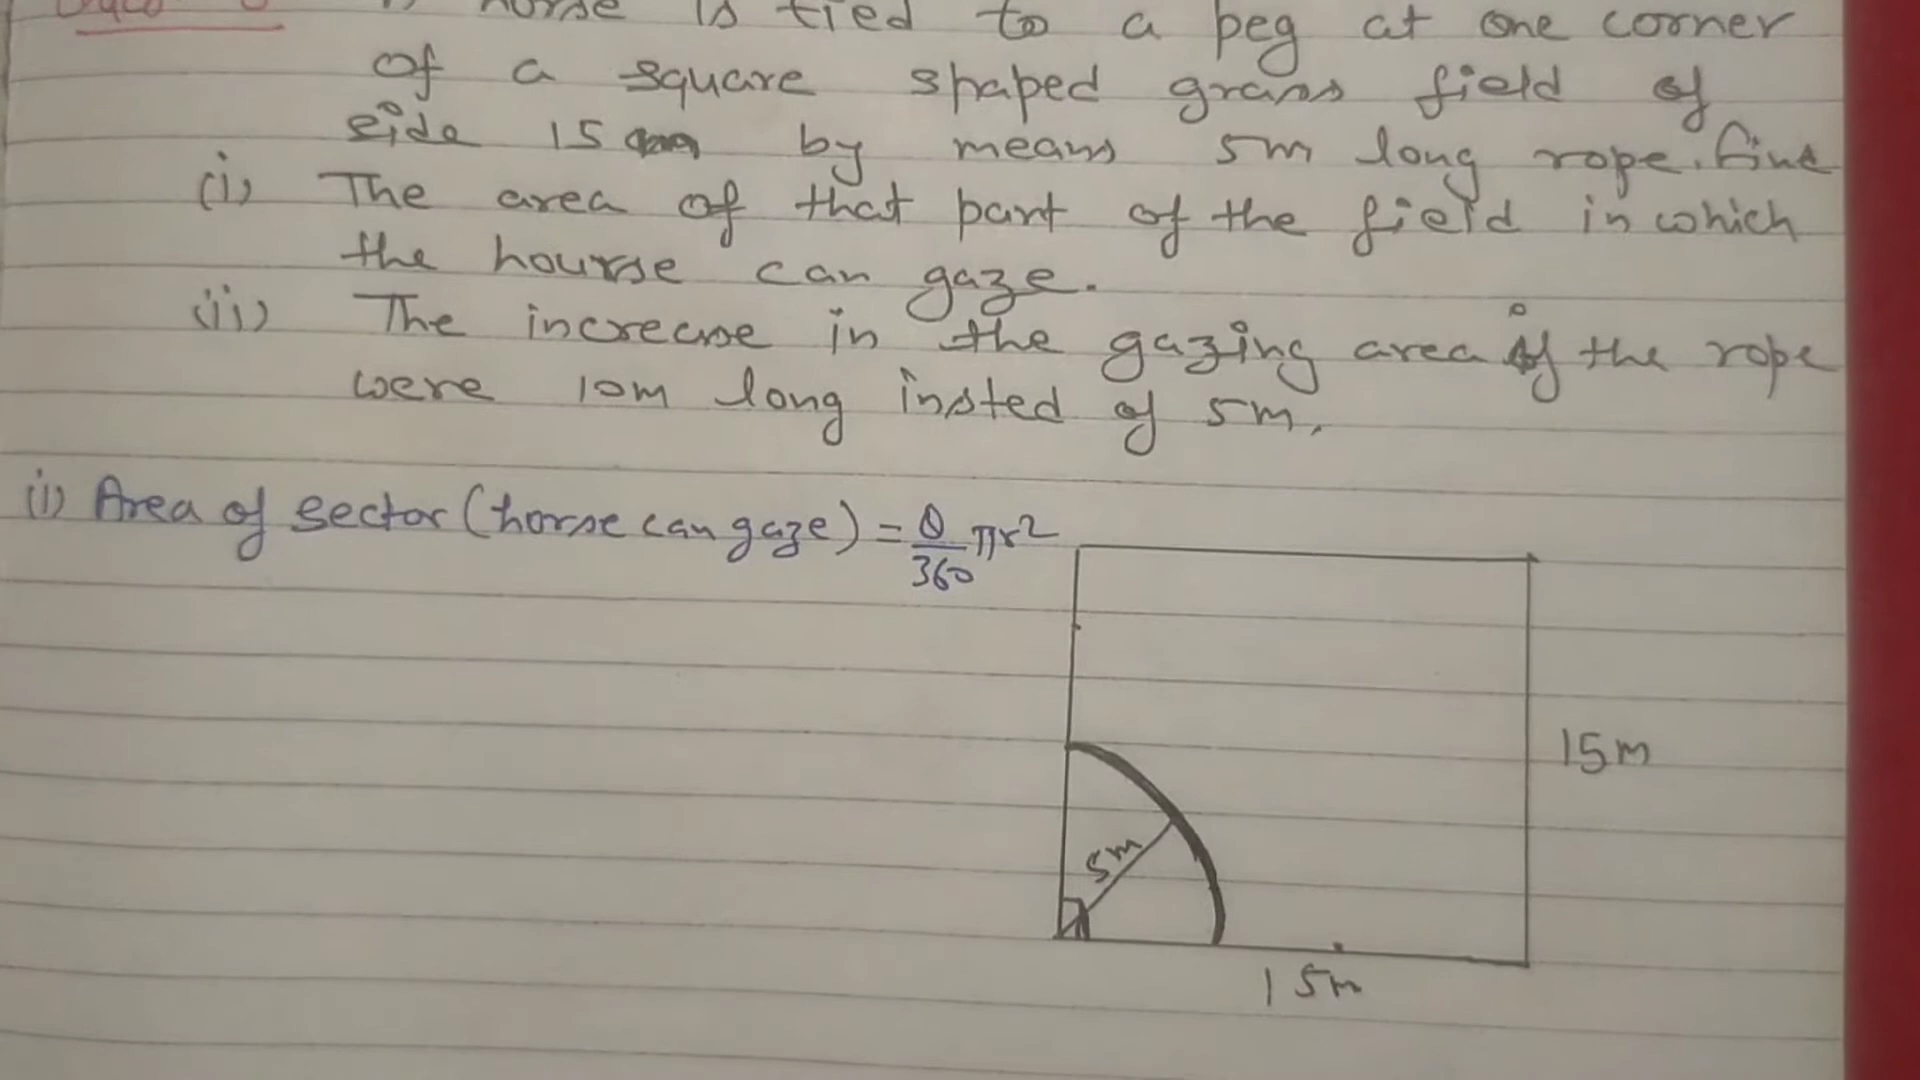 horse is tied to a peg at one corner
of a square shaped grass field of
side 15 m by means 5m long rope. find
(i) The area of that part of the field in which
the hourse can gaze.
(ii) The increase in the gazing area if the rope
were 10m long insted of 5m.
(i) Area of sector (horse can gaze) = θ/360 πr²
15m
5m
15m